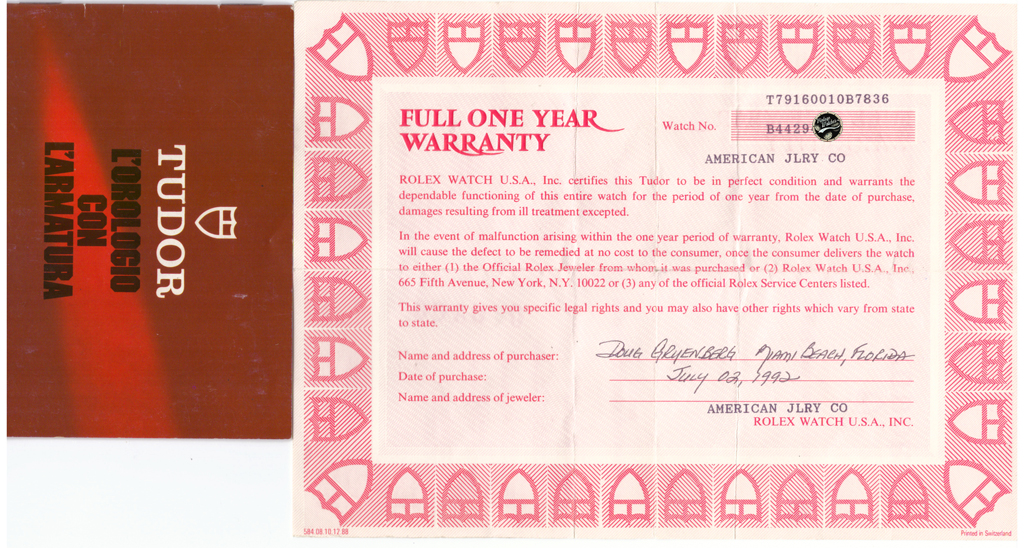 TUDOR
L'OROLOGIO
CON
L'ARMATURA
T79160010B7836
FULL ONE YEAR
WARRANTY
Watch No.
B4429
AMERICAN JLRY CO
ROLEX WATCH U.S.A., Inc. certifies this Tudor to be in perfect condition and warrants the
dependable functioning of this entire watch for the period of one year from the date of purchase,
damages resulting from ill treatment excepted.
In the event of malfunction arising within the one year period of warranty, Rolex Watch U.S.A., Inc.
will cause the defect to be remedied at no cost to the consumer, once the consumer delivers the watch
to either (1) the Official Rolex Jeweler from whom it was purchased or (2) Rolex Watch U.S.A., Inc.,
665 Fifth Avenue, New York, N.Y. 10022 or (3) any of the official Rolex Service Centers listed.
This warranty gives you specific legal rights and you may also have other rights which vary from state
to state.
Name and address of purchaser: DOUG GRUENBERG MIAMI BEACH, FLORIDA
Date of purchase: JULY 02, 1992
Name and address of jeweler:
AMERICAN JLRY CO
ROLEX WATCH U.S.A., INC.
584.08.10.12.88
Printed in Switzerland